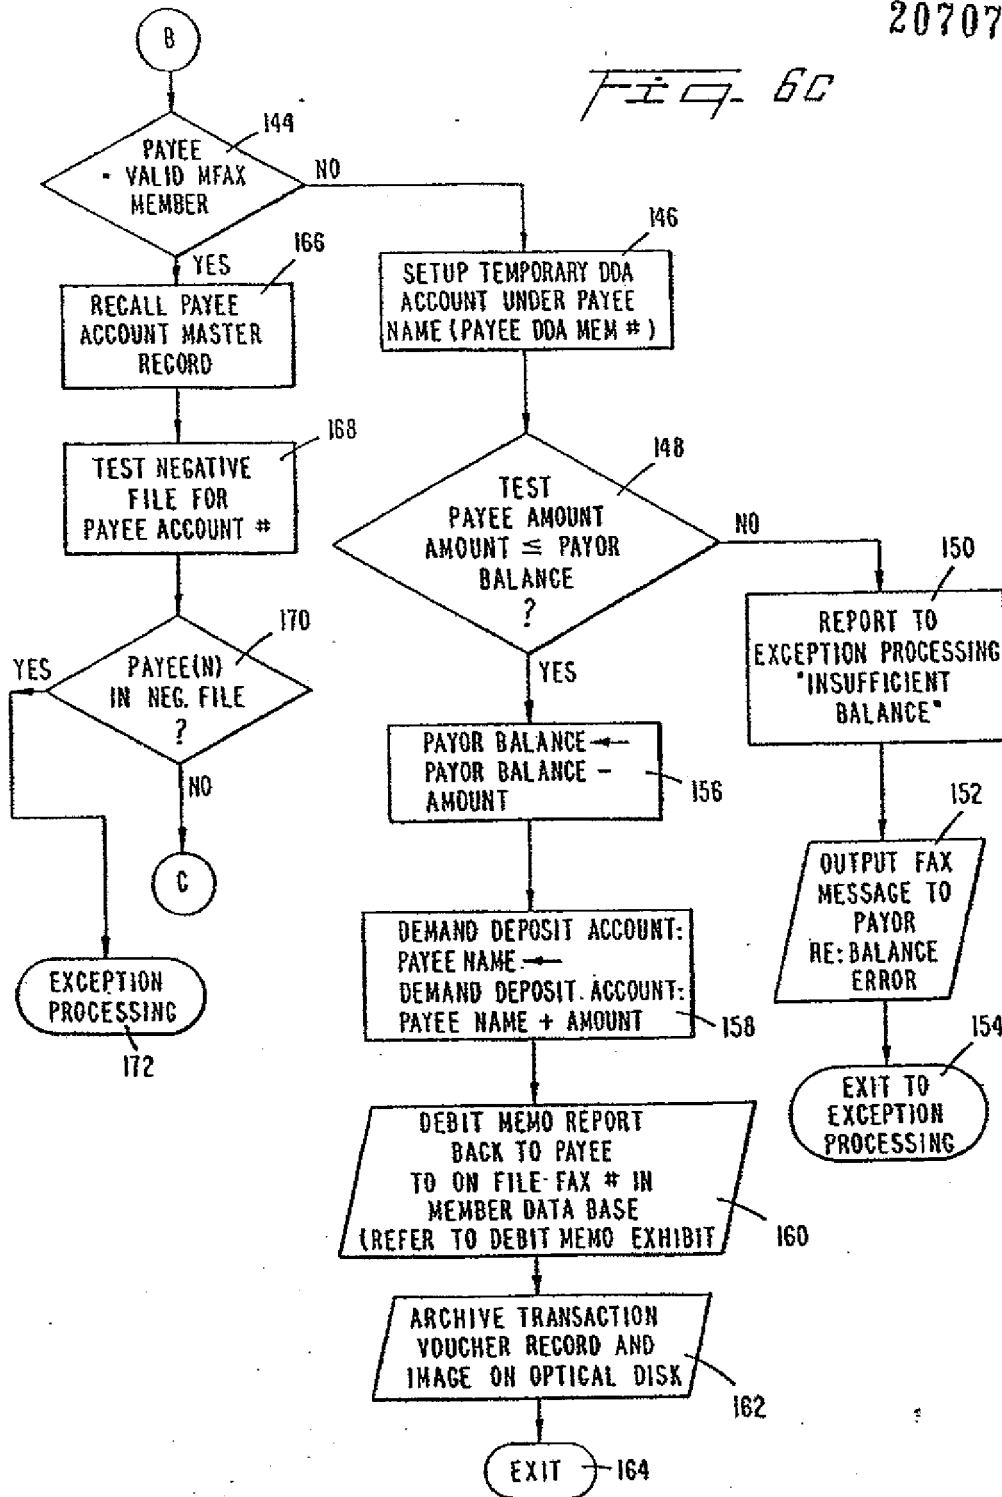 20707
Fig. 6C
B
144
PAYEE
= VALID MFAX
MEMBER
NO
YES
166
RECALL PAYEE
ACCOUNT MASTER
RECORD
146
SETUP TEMPORARY DDA
ACCOUNT UNDER PAYEE
NAME (PAYEE DDA MEM #)
168
TEST NEGATIVE
FILE FOR
PAYEE ACCOUNT #
148
TEST
PAYEE AMOUNT
AMOUNT ≤ PAYOR
BALANCE
?
NO
YES
170
YES
PAYEE(N)
IN NEG. FILE
?
NO
C
EXCEPTION
PROCESSING
172
150
REPORT TO
EXCEPTION PROCESSING
"INSUFFICIENT
BALANCE"
PAYOR BALANCE ←
PAYOR BALANCE -
AMOUNT
156
152
OUTPUT FAX
MESSAGE TO
PAYOR
RE: BALANCE
ERROR
DEMAND DEPOSIT ACCOUNT:
PAYEE NAME ←
DEMAND DEPOSIT ACCOUNT:
PAYEE NAME + AMOUNT
158
154
EXIT TO
EXCEPTION
PROCESSING
DEBIT MEMO REPORT
BACK TO PAYEE
TO ON FILE-FAX # IN
MEMBER DATA BASE
(REFER TO DEBIT MEMO EXHIBIT
160
ARCHIVE TRANSACTION
VOUCHER RECORD AND
IMAGE ON OPTICAL DISK
162
EXIT
164